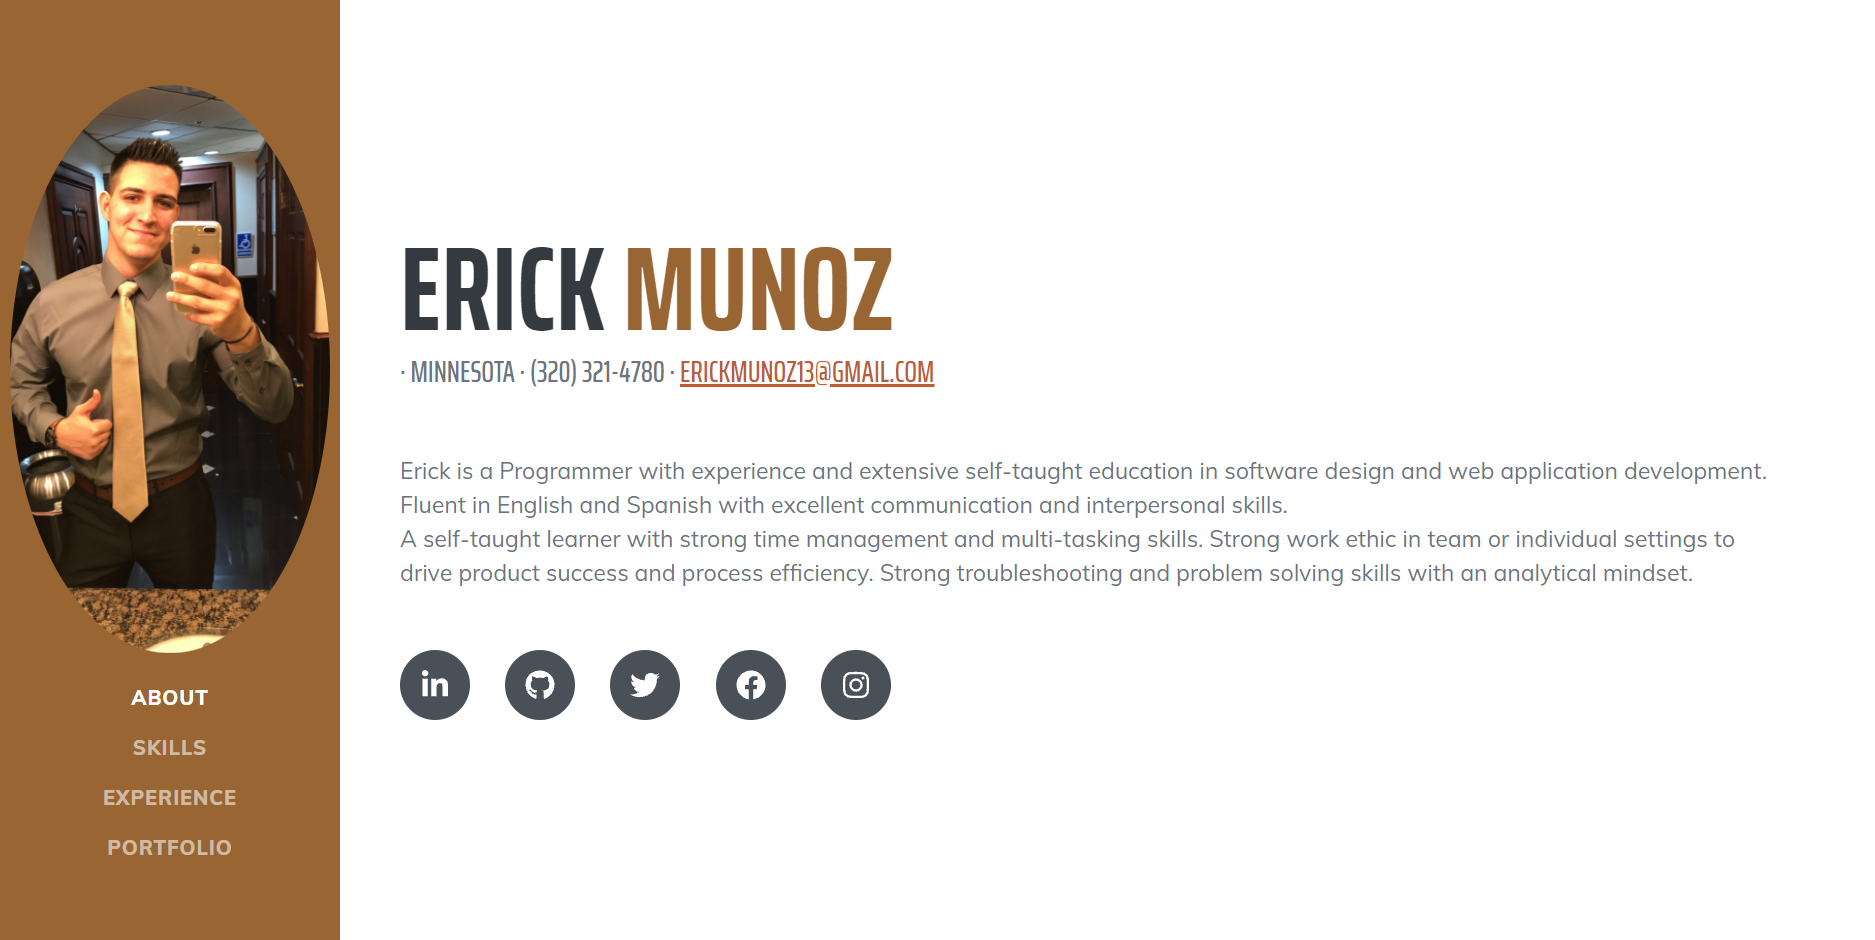 ABOUT
SKILLS
EXPERIENCE
PORTFOLIO
ERICK MUNOZ
· MINNESOTA · (320) 321-4780 · ERICKMUNOZ13@GMAIL.COM
Erick is a Programmer with experience and extensive self-taught education in software design and web application development.
Fluent in English and Spanish with excellent communication and interpersonal skills.
A self-taught learner with strong time management and multi-tasking skills. Strong work ethic in team or individual settings to
drive product success and process efficiency. Strong troubleshooting and problem solving skills with an analytical mindset.
in